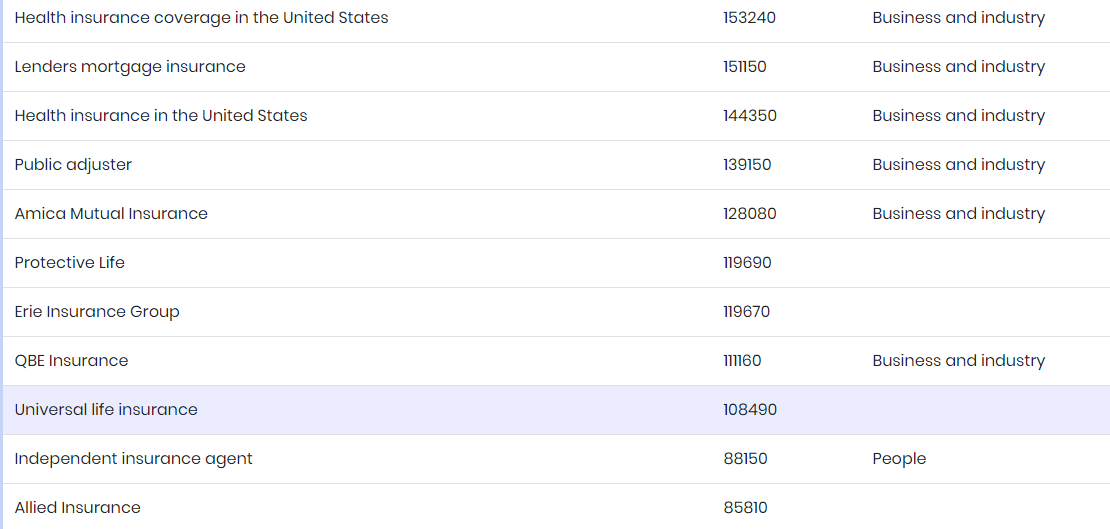 Health insurance coverage in the United States 153240 Business and industry
Lenders mortgage insurance 151150 Business and industry
Health insurance in the United States 144350 Business and industry
Public adjuster 139150 Business and industry
Amica Mutual Insurance 128080 Business and industry
Protective Life 119690
Erie Insurance Group 119670
QBE Insurance 111160 Business and industry
Universal life insurance 108490
Independent insurance agent 88150 People
Allied Insurance 85810